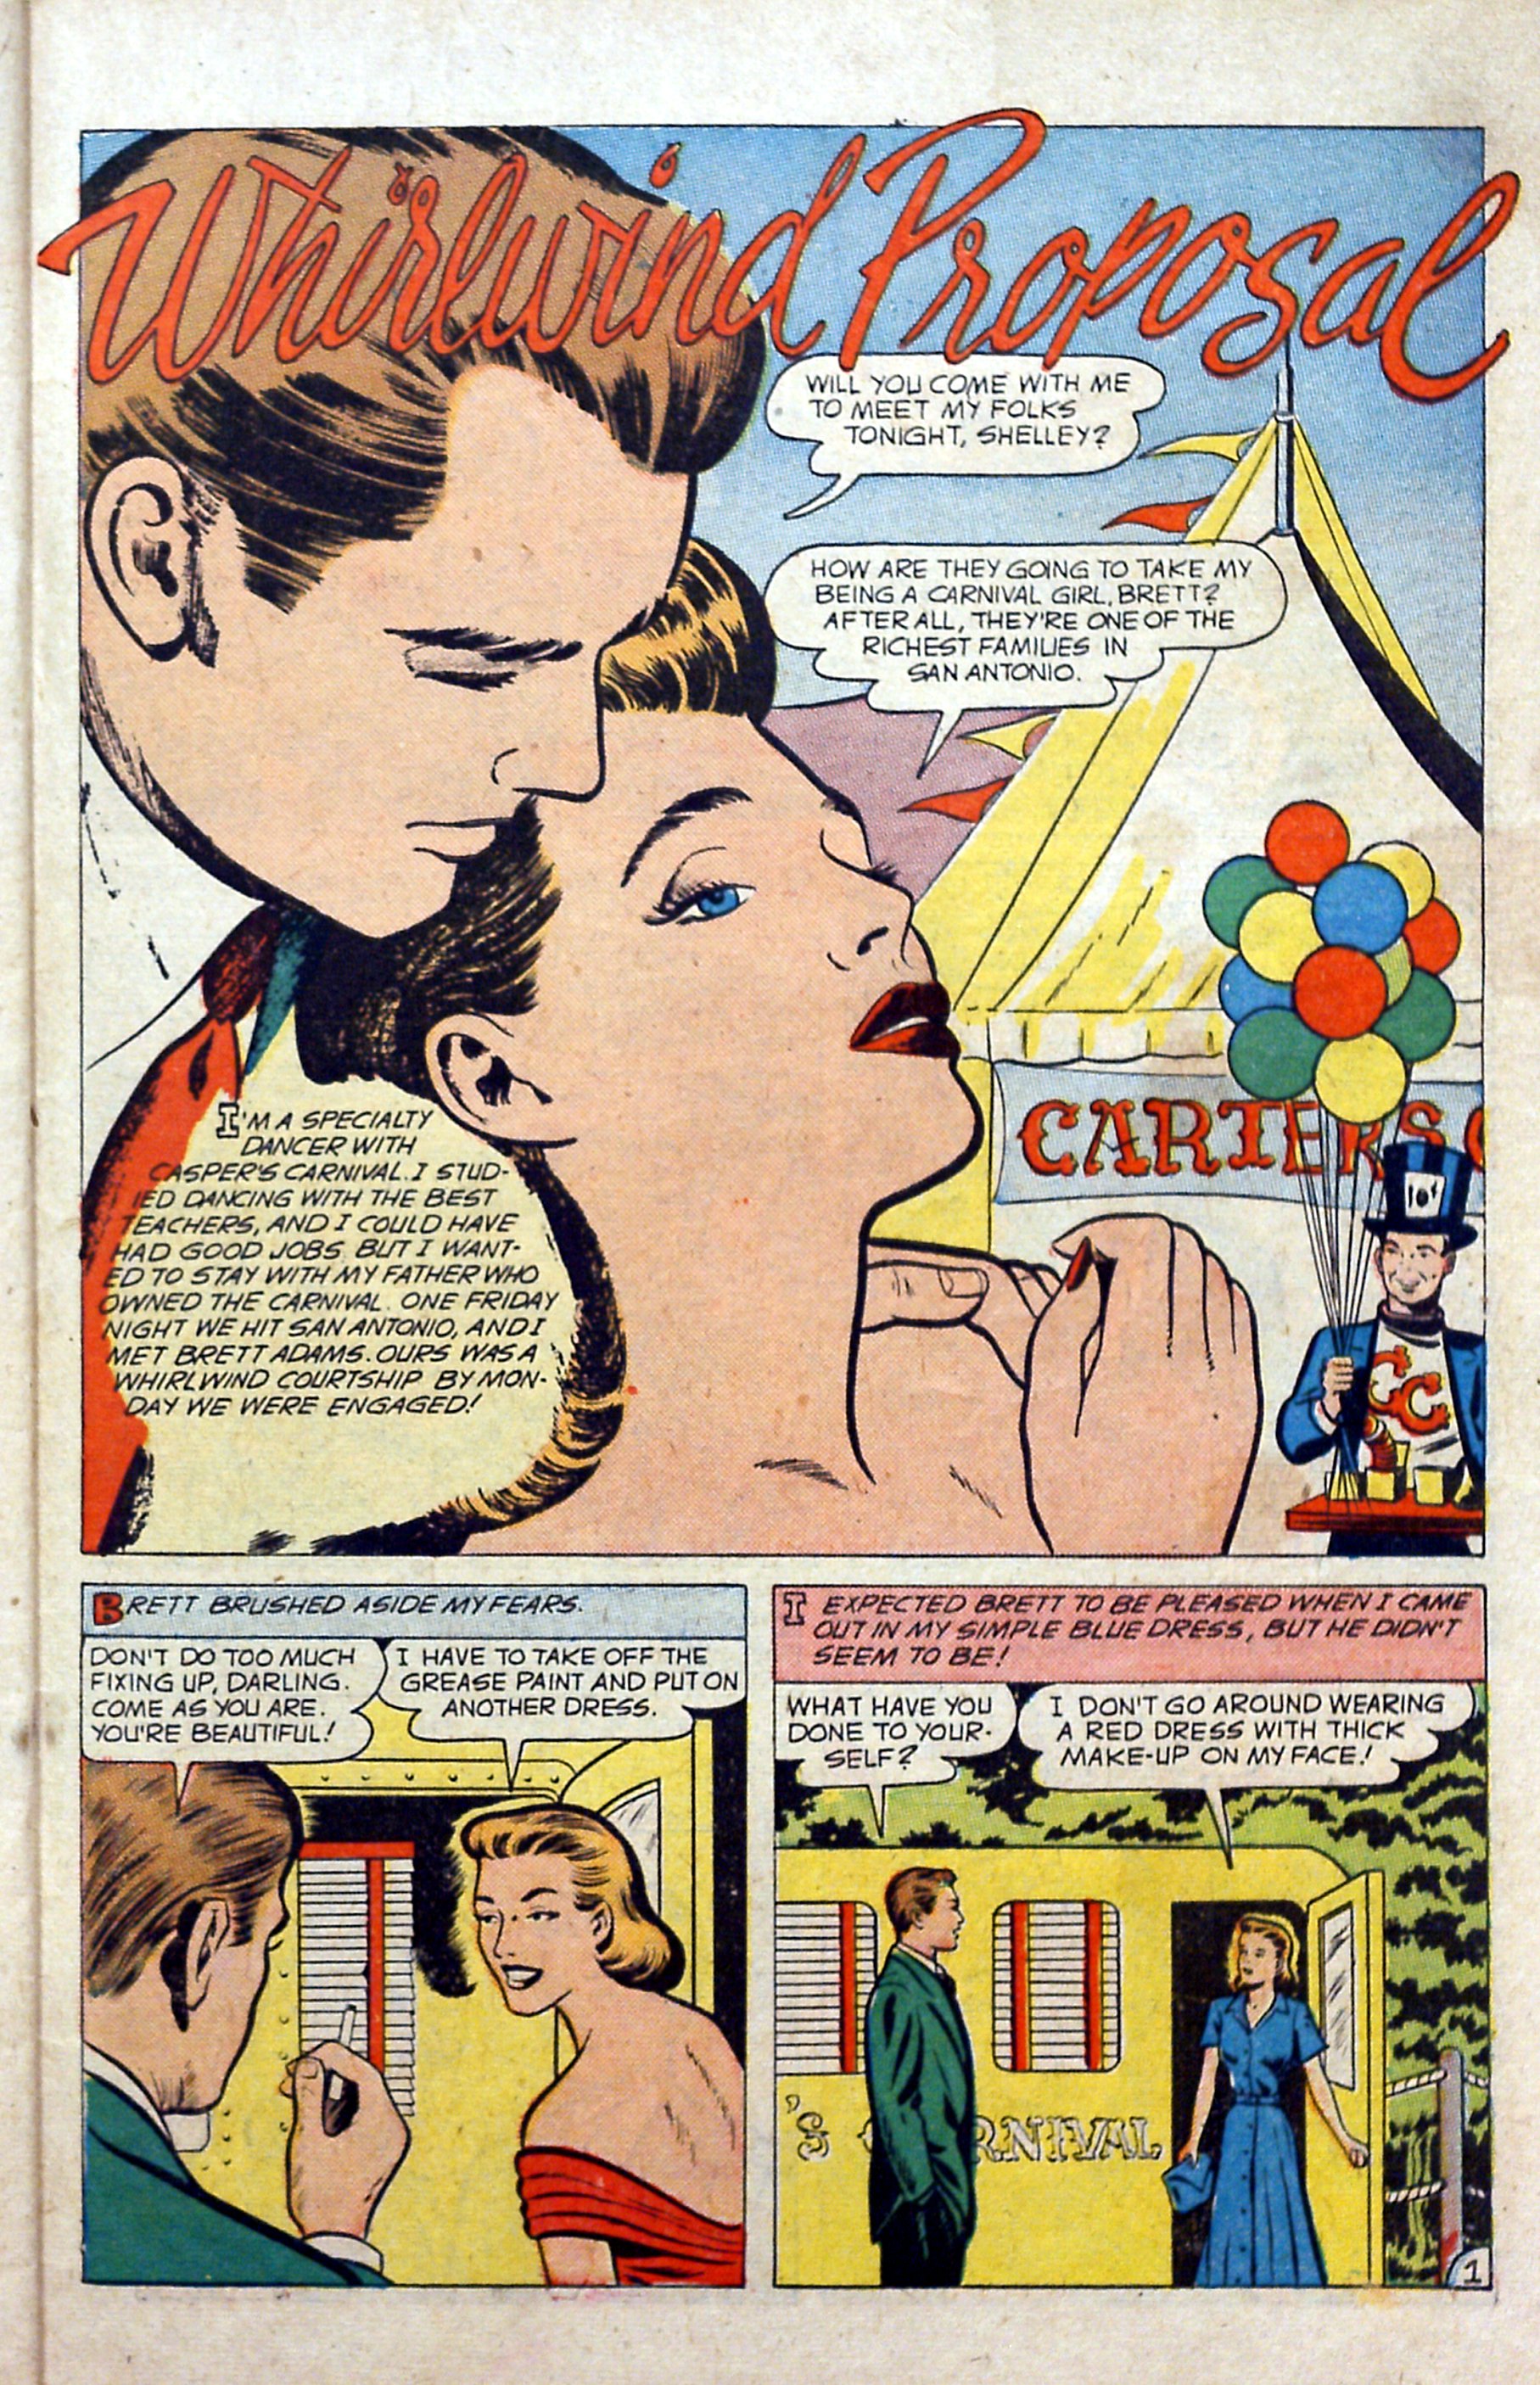 Whirlwind Proposal
WILL YOU COME WITH ME
TO MEET MY FOLKS
TONIGHT, SHELLEY?
HOW ARE THEY GOING TO TAKE MY
BEING A CARNIVAL GIRL, BRETT?
AFTER ALL, THEY'RE ONE OF THE
RICHEST FAMILIES IN
SAN ANTONIO.
CARTER'S C
10¢
CC
I'M A SPECIALTY
DANCER WITH
CASPER'S CARNIVAL. I STUD-
IED DANCING WITH THE BEST
TEACHERS, AND I COULD HAVE
HAD GOOD JOBS. BUT I WANT-
ED TO STAY WITH MY FATHER WHO
OWNED THE CARNIVAL. ONE FRIDAY
NIGHT WE HIT SAN ANTONIO, AND I
MET BRETT ADAMS. OURS WAS A
WHIRLWIND COURTSHIP BY MON-
DAY WE WERE ENGAGED!
BRETT BRUSHED ASIDE MY FEARS.
DON'T DO TOO MUCH
FIXING UP, DARLING.
COME AS YOU ARE.
YOU'RE BEAUTIFUL!
I HAVE TO TAKE OFF THE
GREASE PAINT AND PUT ON
ANOTHER DRESS.
I EXPECTED BRETT TO BE PLEASED WHEN I CAME
OUT IN MY SIMPLE BLUE DRESS, BUT HE DIDN'T
SEEM TO BE!
WHAT HAVE YOU
DONE TO YOUR-
SELF?
I DON'T GO AROUND WEARING
A RED DRESS WITH THICK
MAKE-UP ON MY FACE!
'S C RNIVAL
1